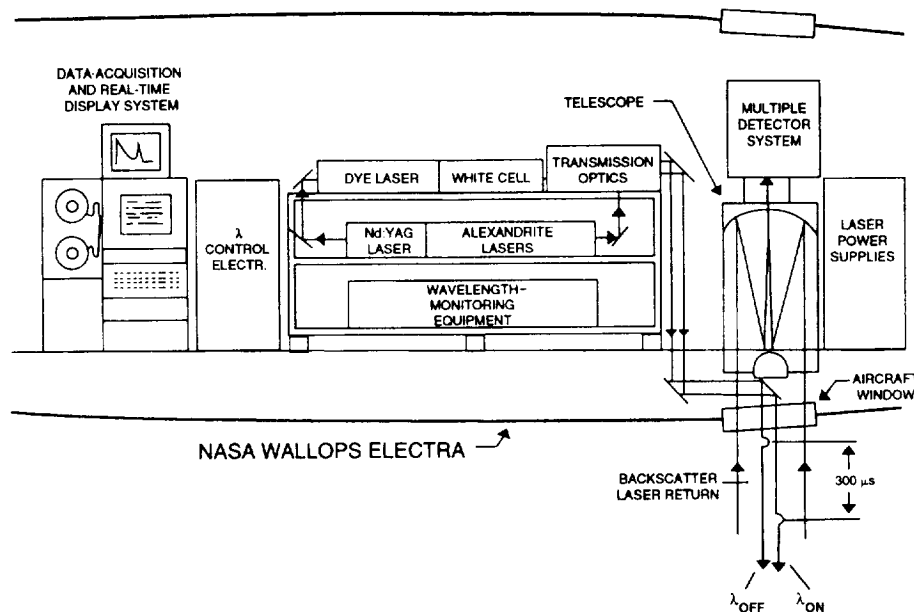 DATA-ACQUISITION
AND REAL-TIME
DISPLAY SYSTEM
TELESCOPE
MULTIPLE
DETECTOR
SYSTEM
DYE LASER
WHITE CELL
TRANSMISSION
OPTICS
λ
CONTROL
ELECTR.
Nd:YAG
LASER
ALEXANDRITE
LASERS
LASER
POWER
SUPPLIES
WAVELENGTH-
MONITORING
EQUIPMENT
AIRCRAFT
WINDOW
NASA WALLOPS ELECTRA
BACKSCATTER
LASER RETURN
300 μs
λOFF
λON